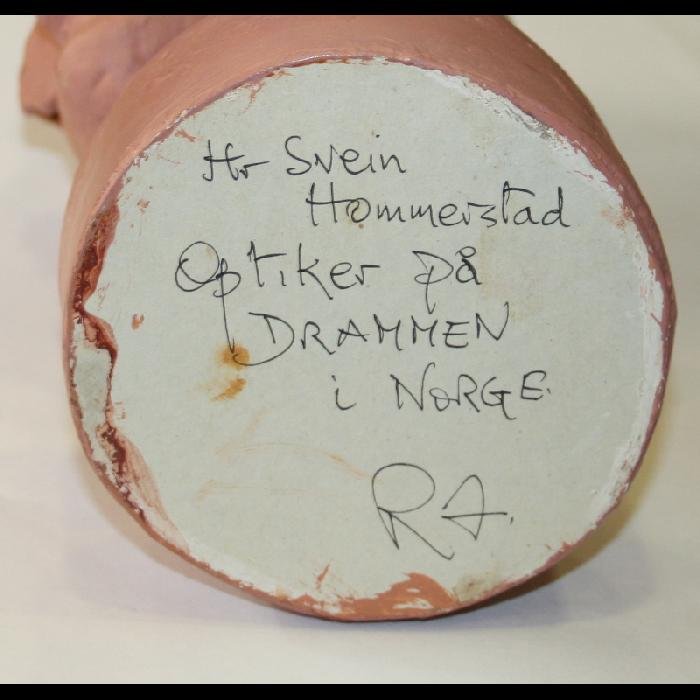 Hr Svein
Hommerstad
Optiker på
DRAMMEN
i NORGE.
RA.